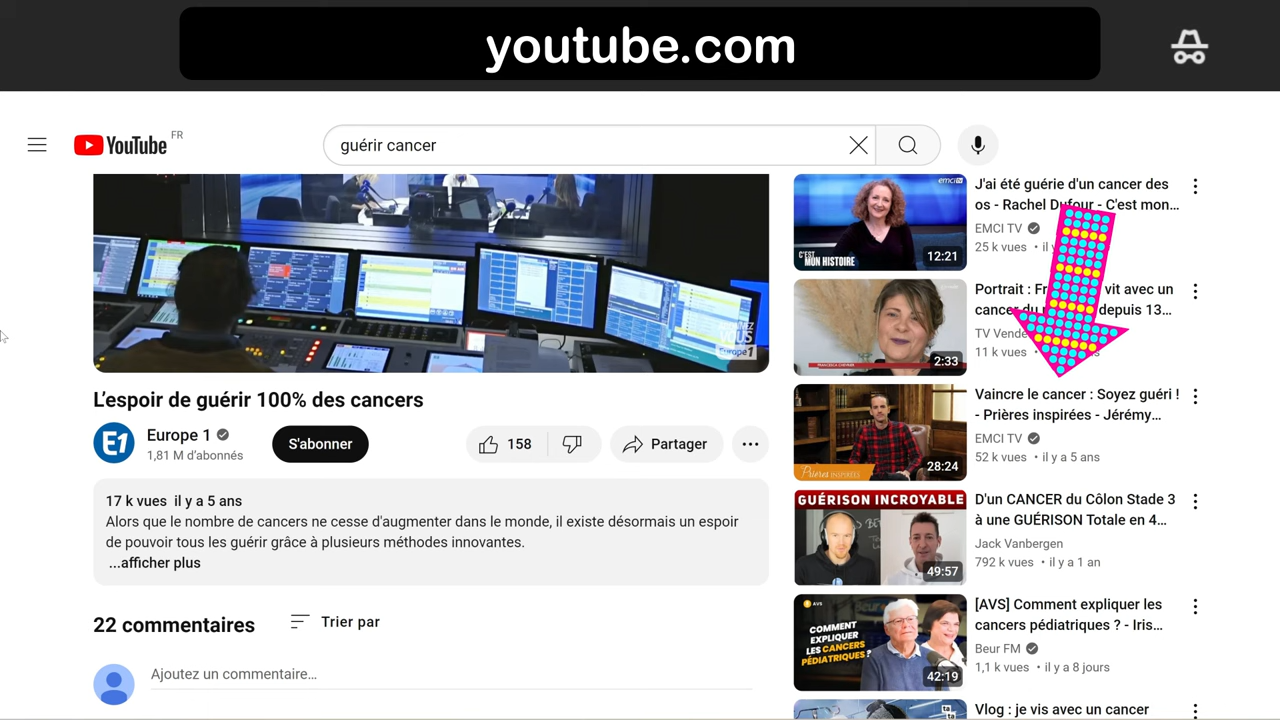 youtube.com
YouTube FR
guérir cancer
L'espoir de guérir 100% des cancers
Europe 1
1,81 M d'abonnés
S'abonner
158
Partager
17 k vues il y a 5 ans
Alors que le nombre de cancers ne cesse d'augmenter dans le monde, il existe désormais un espoir
de pouvoir tous les guérir grâce à plusieurs méthodes innovantes.
...afficher plus
22 commentaires
Trier par
Ajoutez un commentaire...
emci tv
C'EST
MON HISTOIRE
12:21
J'ai été guérie d'un cancer des
os - Rachel Dufour - C'est mon...
EMCI TV
25 k vues
2:33
Portrait : vit avec un
depuis 13...
11 k vues
PRIÈRES INSPIRÉES
28:24
Vaincre le cancer : Soyez guéri !
- Prières inspirées - Jérémy...
EMCI TV
52 k vues • il y a 5 ans
GUÉRISON INCROYABLE
49:57
D'un CANCER du Côlon Stade 3
à une GUÉRISON Totale en 4...
Jack Vanbergen
792 k vues • il y a 1 an
AVS
COMMENT
EXPLIQUER
LES CANCERS
PÉDIATRIQUES ?
42:19
[AVS] Comment expliquer les
cancers pédiatriques ? - Iris...
Beur FM
1,1 k vues • il y a 8 jours
Vlog : je vis avec un cancer